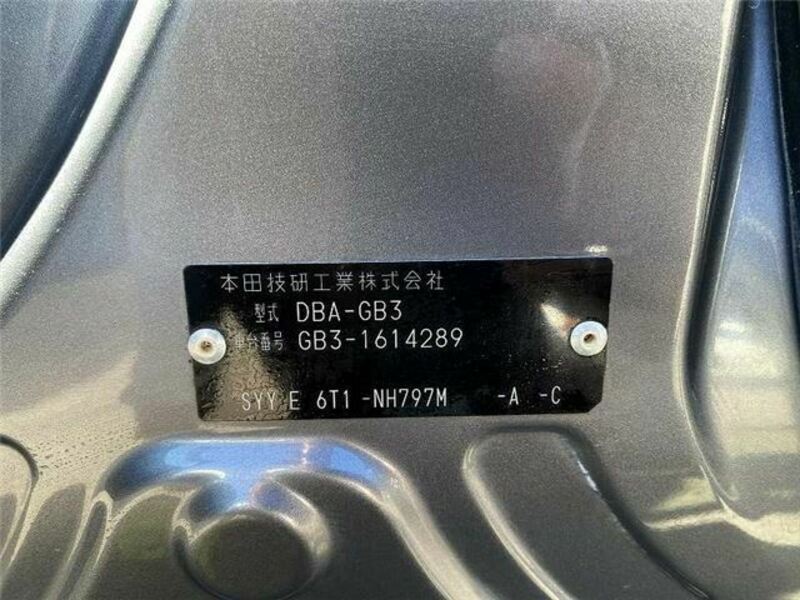 本田技研工業株式会社
型式 DBA-GB3
車台番号 GB3-1614289
SYY E 6T1 -NH797M -A -C